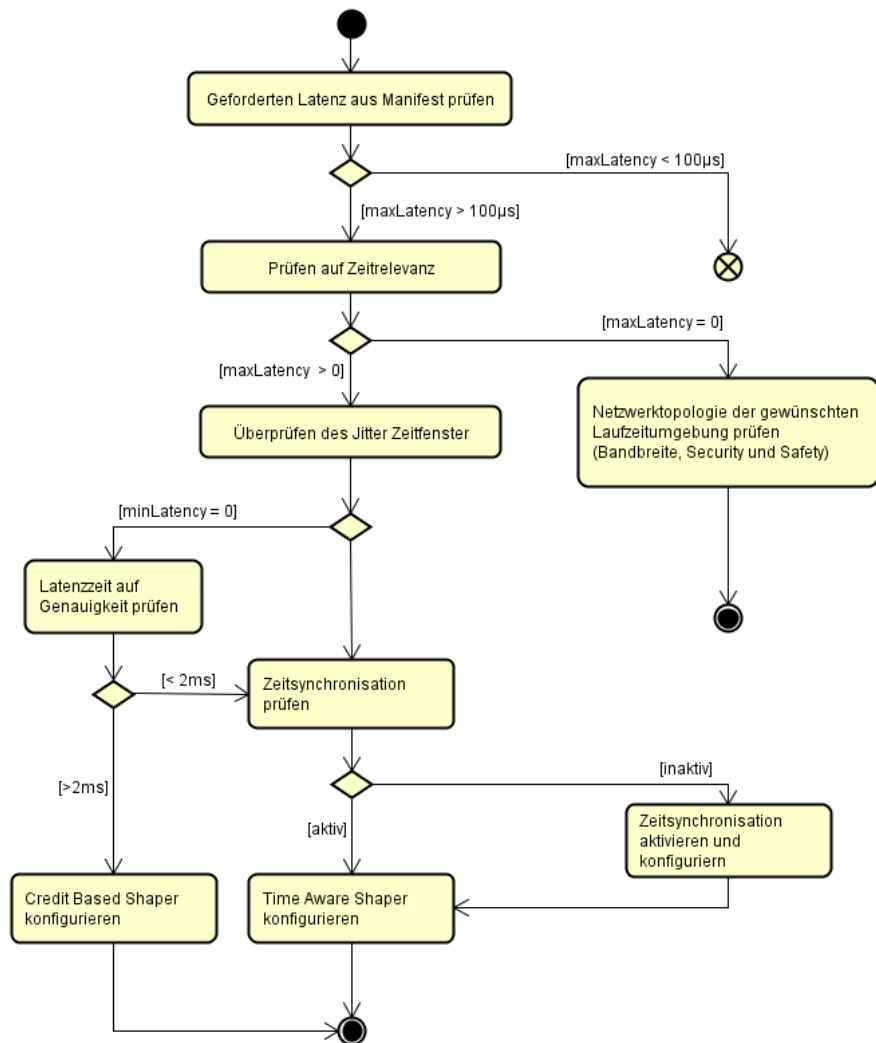 Geforderten Latenz aus Manifest prüfen
[maxLatency < 100µs]
[maxLatency > 100µs]
Prüfen auf Zeitrelevanz
[maxLatency = 0]
[maxLatency > 0]
Netzwerktopologie der gewünschten
Laufzeitumgebung prüfen
(Bandbreite, Security und Safety)
Überprüfen des Jitter Zeitfenster
[minLatency = 0]
Latenzzeit auf
Genauigkeit prüfen
[< 2ms]
Zeitsynchronisation
prüfen
[>2ms]
[inaktiv]
[aktiv]
Zeitsynchronisation
aktivieren und
konfiguriern
Credit Based Shaper
konfigurieren
Time Aware Shaper
konfigurieren